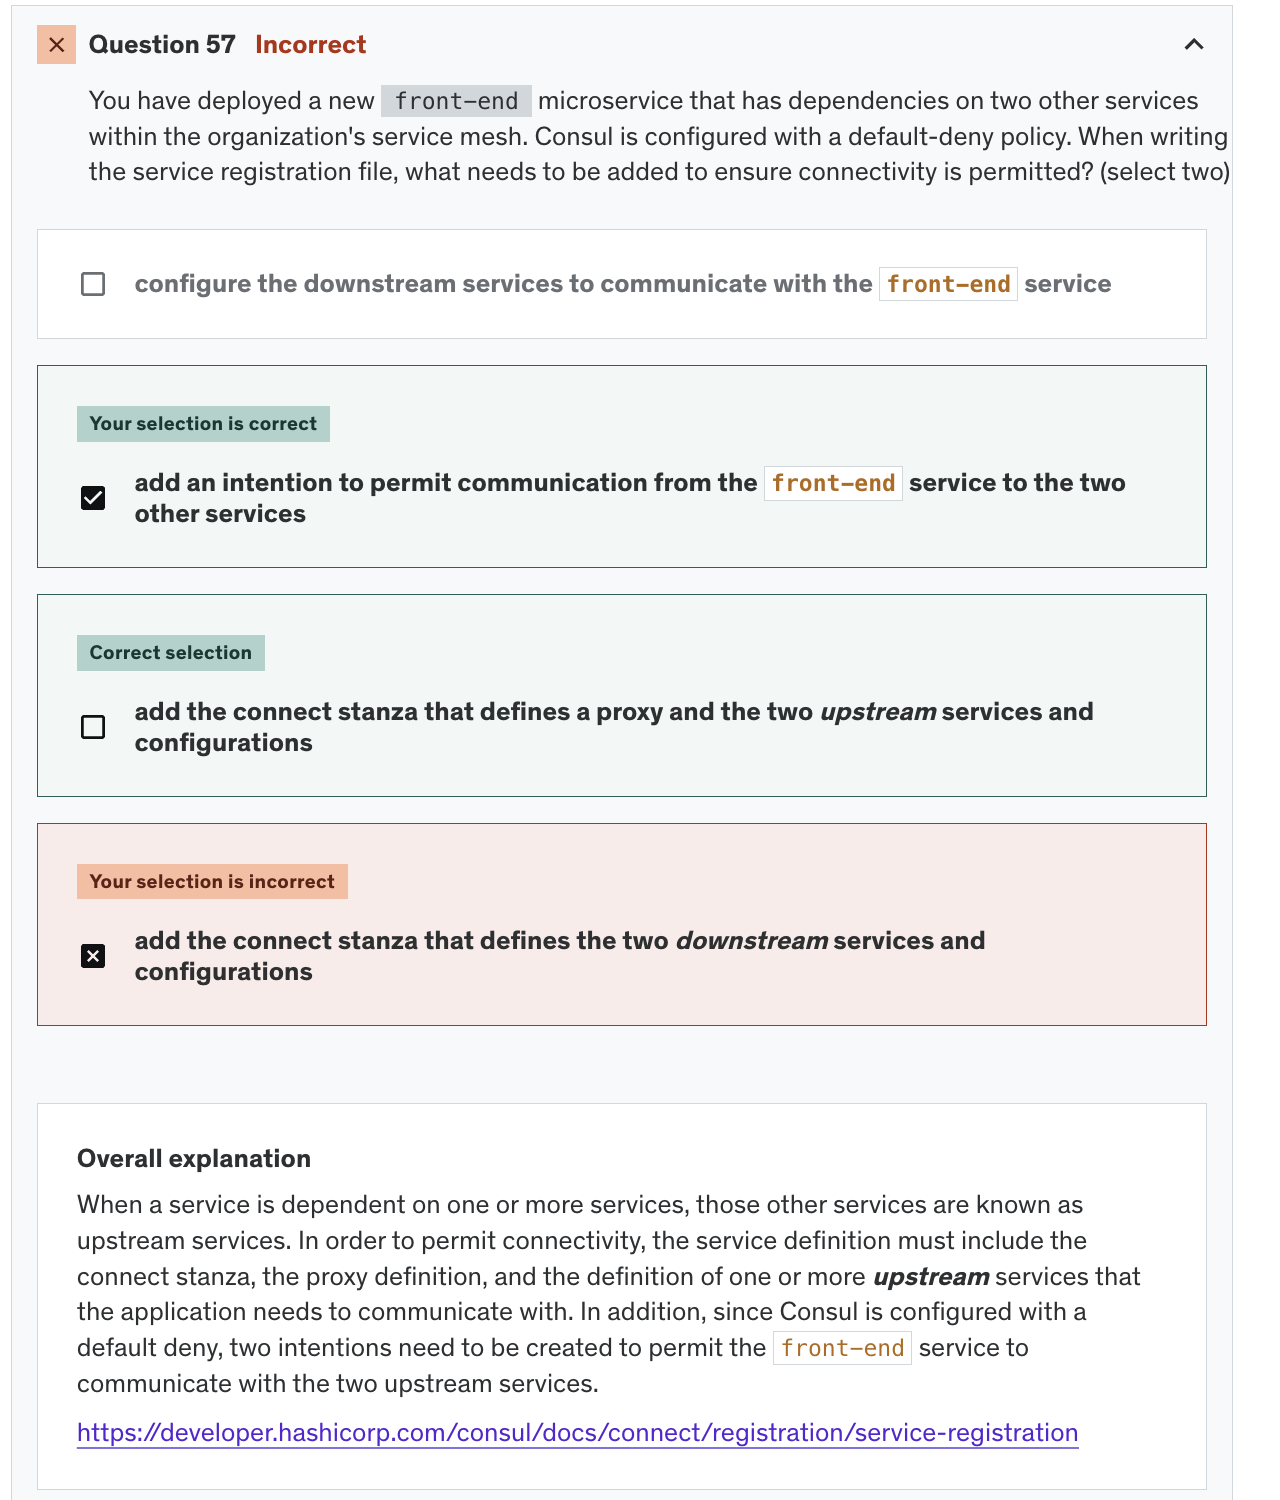 Question 57 Incorrect
You have deployed a new front-end microservice that has dependencies on two other services
within the organization's service mesh. Consul is configured with a default-deny policy. When writing
the service registration file, what needs to be added to ensure connectivity is permitted? (select two)
configure the downstream services to communicate with the front-end service
Your selection is correct
add an intention to permit communication from the front-end service to the two
other services
Correct selection
add the connect stanza that defines a proxy and the two upstream services and
configurations
Your selection is incorrect
add the connect stanza that defines the two downstream services and
configurations
Overall explanation
When a service is dependent on one or more services, those other services are known as
upstream services. In order to permit connectivity, the service definition must include the
connect stanza, the proxy definition, and the definition of one or more upstream services that
the application needs to communicate with. In addition, since Consul is configured with a
default deny, two intentions need to be created to permit the front-end service to
communicate with the two upstream services.
https://developer.hashicorp.com/consul/docs/connect/registration/service-registration